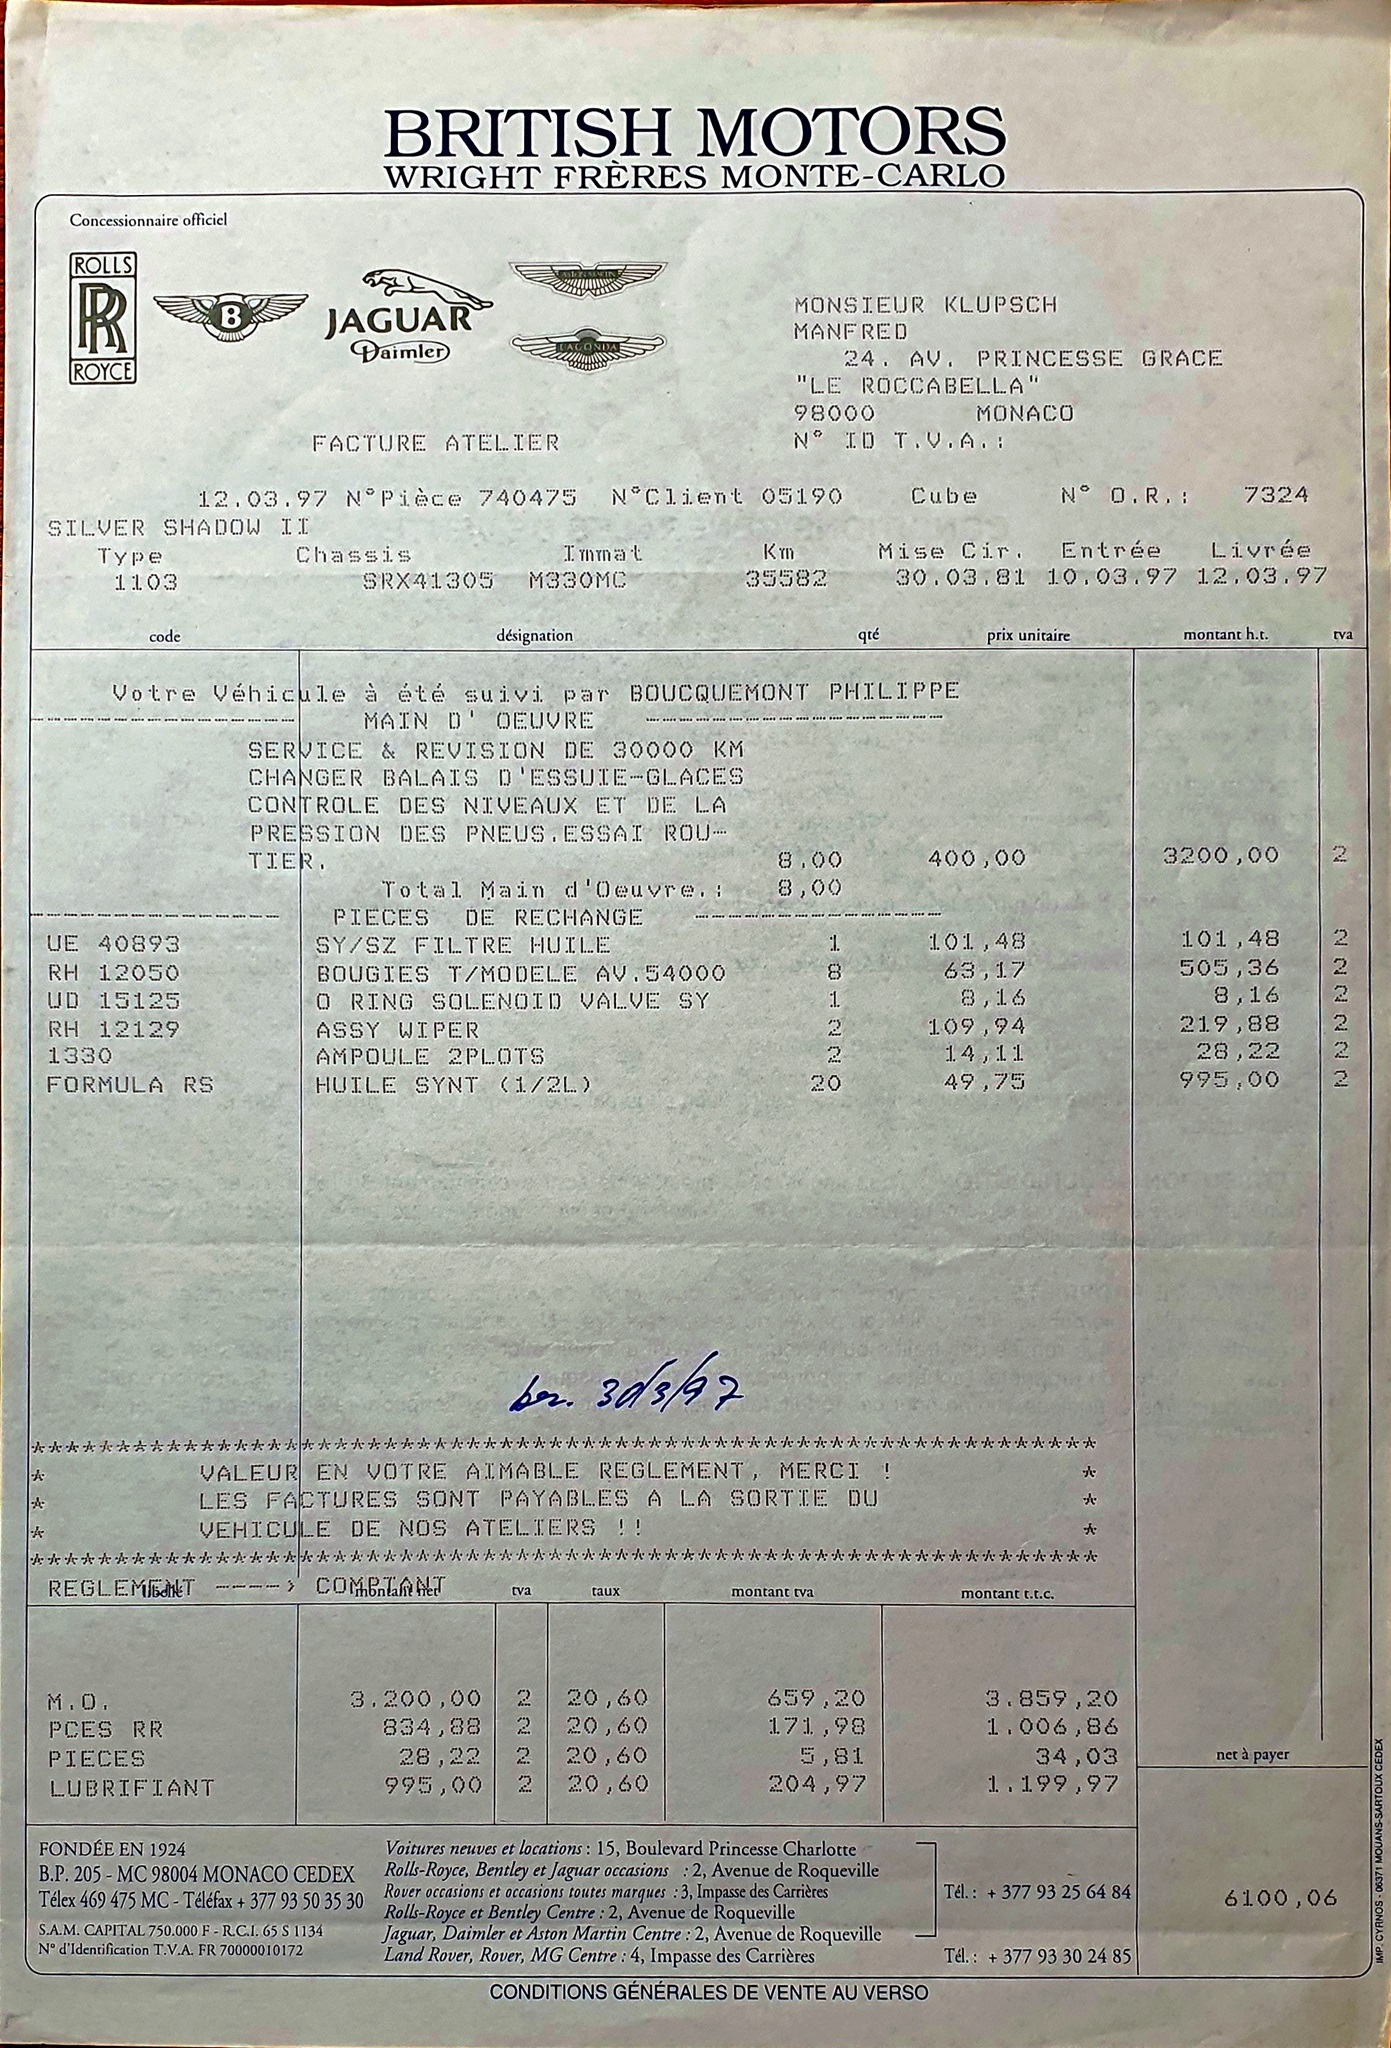 BRITISH MOTORS
WRIGHT FRÈRES MONTE-CARLO
Concessionnaire officiel
ROLLS
RR
ROYCE
B
JAGUAR
Daimler
ASTON MARTIN
LAGONDA
MONSIEUR KLUPSCH
MANFRED
24. AV. PRINCESSE GRACE
"LE ROCCABELLA"
98000 MONACO
N° ID T.V.A.:
FACTURE ATELIER
12.03.97 N°Pièce 740475 N°Client 05190 Cube N° O.R.: 7324
SILVER SHADOW II
Type Chassis Immat Km Mise Cir. Entrée Livrée
1103 SRX41305 M330MC 35582 30.03.81 10.03.97 12.03.97
code désignation qté prix unitaire montant h.t. tva
Votre Véhicule à été suivi par BOUCQUEMONT PHILIPPE
---------------- MAIN D' OEUVRE ------------------
SERVICE & REVISION DE 30000 KM
CHANGER BALAIS D'ESSUIE-GLACES
CONTROLE DES NIVEAUX ET DE LA
PRESSION DES PNEUS.ESSAI ROU-
TIER. 8.00 400,00 3200,00 2
Total Main d'Oeuvre.: 8,00
--------------- PIECES DE RECHANGE ---------------
UE 40893 SY/SZ FILTRE HUILE 1 101,48 101,48 2
RH 12050 BOUGIES T/MODELE AV.54000 8 63,17 505,36 2
UD 15125 O RING SOLENOID VALVE SY 1 8,16 8,16 2
RH 12129 ASSY WIPER 2 109,94 219,88 2
1330 AMPOULE 2PLOTS 2 14,11 28,22 2
FORMULA RS HUILE SYNT (1/2L) 20 49,75 995,00 2
bez. 30/3/97
****************************************************************
* VALEUR EN VOTRE AIMABLE REGLEMENT, MERCI ! *
* LES FACTURES SONT PAYABLES A LA SORTIE DU *
* VEHICULE DE NOS ATELIERS !! *
****************************************************************
REGLEMENT ----> COMPTANT
libellé montant net tva taux montant tva montant t.t.c.
M.O. 3.200,00 2 20,60 659,20 3.859,20
PCES RR 834,88 2 20,60 171,98 1.006,86
PIECES 28,22 2 20,60 5,81 34,03
LUBRIFIANT 995,00 2 20,60 204,97 1.199,97
net à payer
6100,06
FONDÉE EN 1924
B.P. 205 - MC 98004 MONACO CEDEX
Télex 469 475 MC - Téléfax + 377 93 50 35 30
S.A.M. CAPITAL 750.000 F - R.C.I. 65 S 1134
N° d'Identification T.V.A. FR 70000010172
Voitures neuves et locations : 15, Boulevard Princesse Charlotte
Rolls-Royce, Bentley et Jaguar occasions : 2, Avenue de Roqueville
Rover occasions et occasions toutes marques : 3, Impasse des Carrières
Rolls-Royce et Bentley Centre : 2, Avenue de Roqueville
Jaguar, Daimler et Aston Martin Centre : 2, Avenue de Roqueville
Land Rover, Rover, MG Centre : 4, Impasse des Carrières
Tél. : + 377 93 25 64 84
Tél. : + 377 93 30 24 85
IMP. CYRNOS - 06371 MOUANS-SARTOUX CEDEX
CONDITIONS GÉNÉRALES DE VENTE AU VERSO